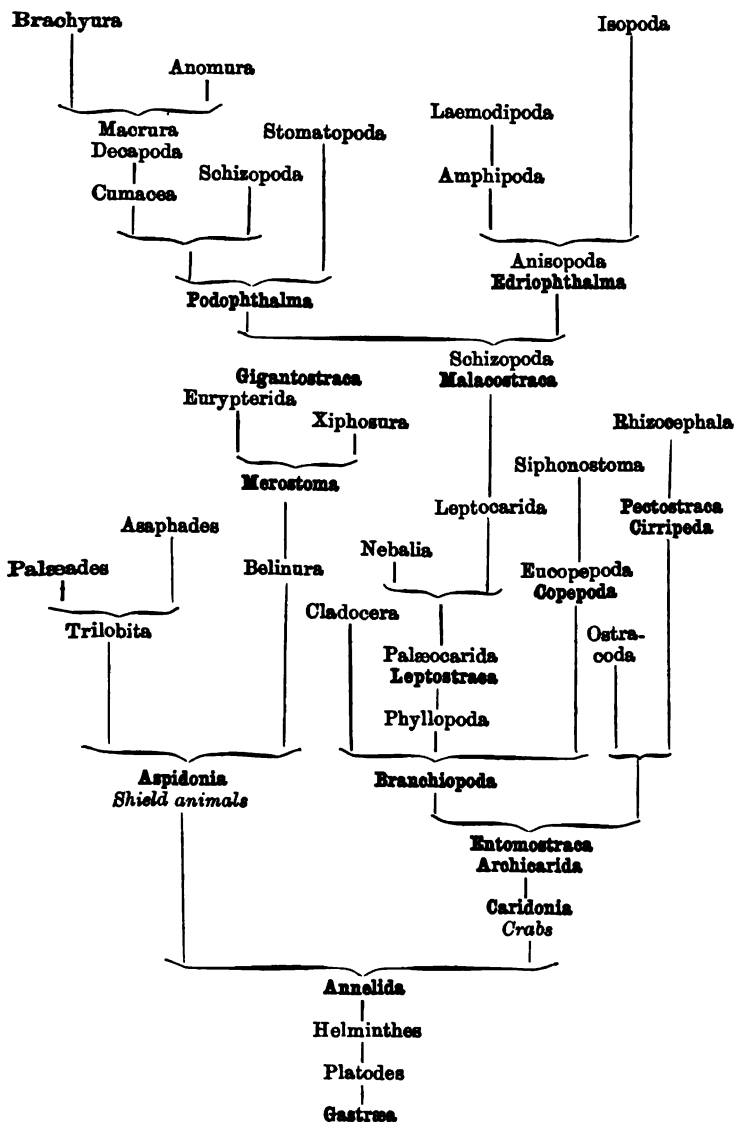 Brachyura
Isopoda
Anomura
Macrura
Decapoda
Stomatopoda
Laemodipoda
Cumacea
Schizopoda
Amphipoda
Anisopoda
Edriophthalma
Podophthalma
Schizopoda
Malacostraca
Gigantostraca
Eurypterida
Xiphosura
Rhizocephala
Siphonostoma
Merostoma
Leptocarida
Pectostraca
Cirripeda
Asaphades
Nebalia
Palæades
Belinura
Eucopepoda
Copepoda
Cladocera
Trilobita
Ostra-
coda
Palæocarida
Leptostraca
Phyllopoda
Aspidonia
Shield animals
Branchiopoda
Entomostraca
Archicarida
Caridonia
Crabs
Annelida
Helminthes
Platodes
Gastræa